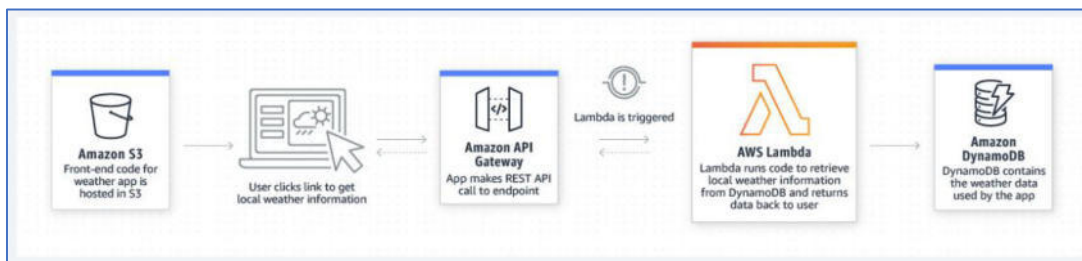 Amazon S3
Front-end code for
weather app is
hosted in S3
User clicks link to get
local weather information
</>
Amazon API
Gateway
App makes REST API
call to endpoint
Lambda is triggered
AWS Lambda
Lambda runs code to retrieve
local weather information
from DynamoDB and returns
data back to user
Amazon
DynamoDB
DynamoDB contains
the weather data
used by the app